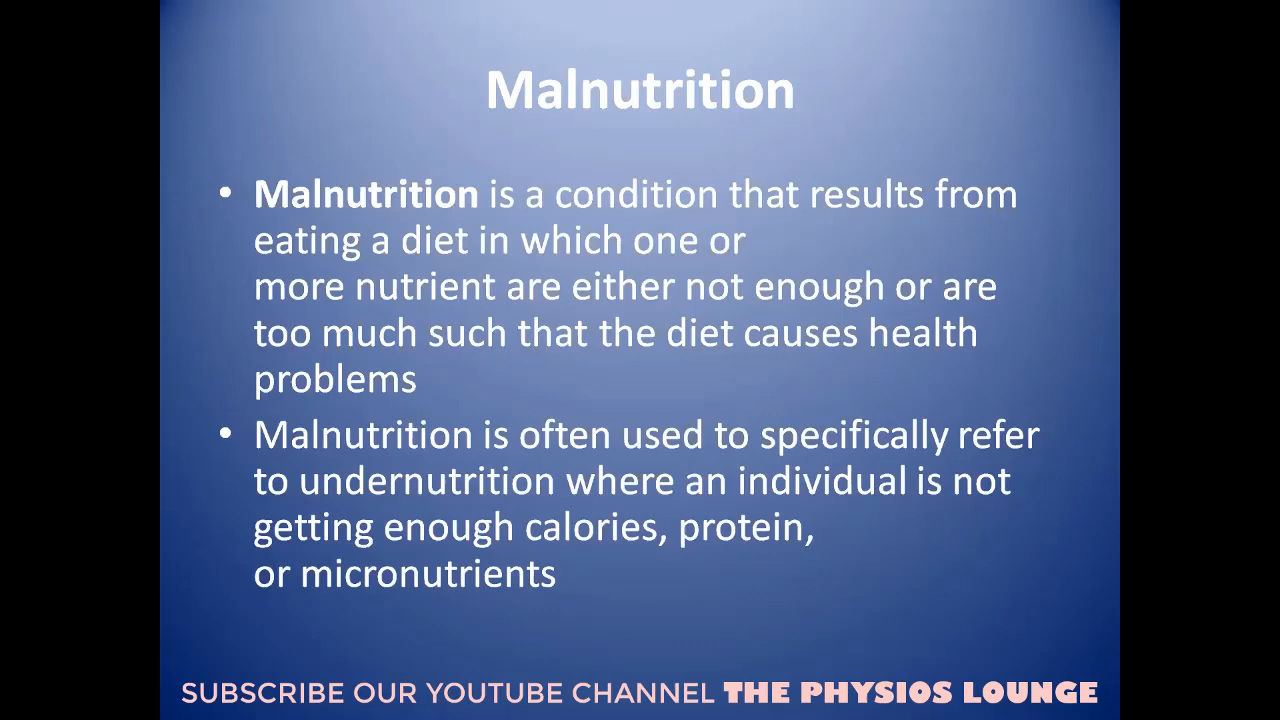 Malnutrition
• Malnutrition is a condition that results from
eating a diet in which one or
more nutrient are either not enough or are
too much such that the diet causes health
problems
• Malnutrition is often used to specifically refer
to undernutrition where an individual is not
getting enough calories, protein,
or micronutrients
SUBSCRIBE OUR YOUTUBE CHANNEL THE PHYSIOS LOUNGE